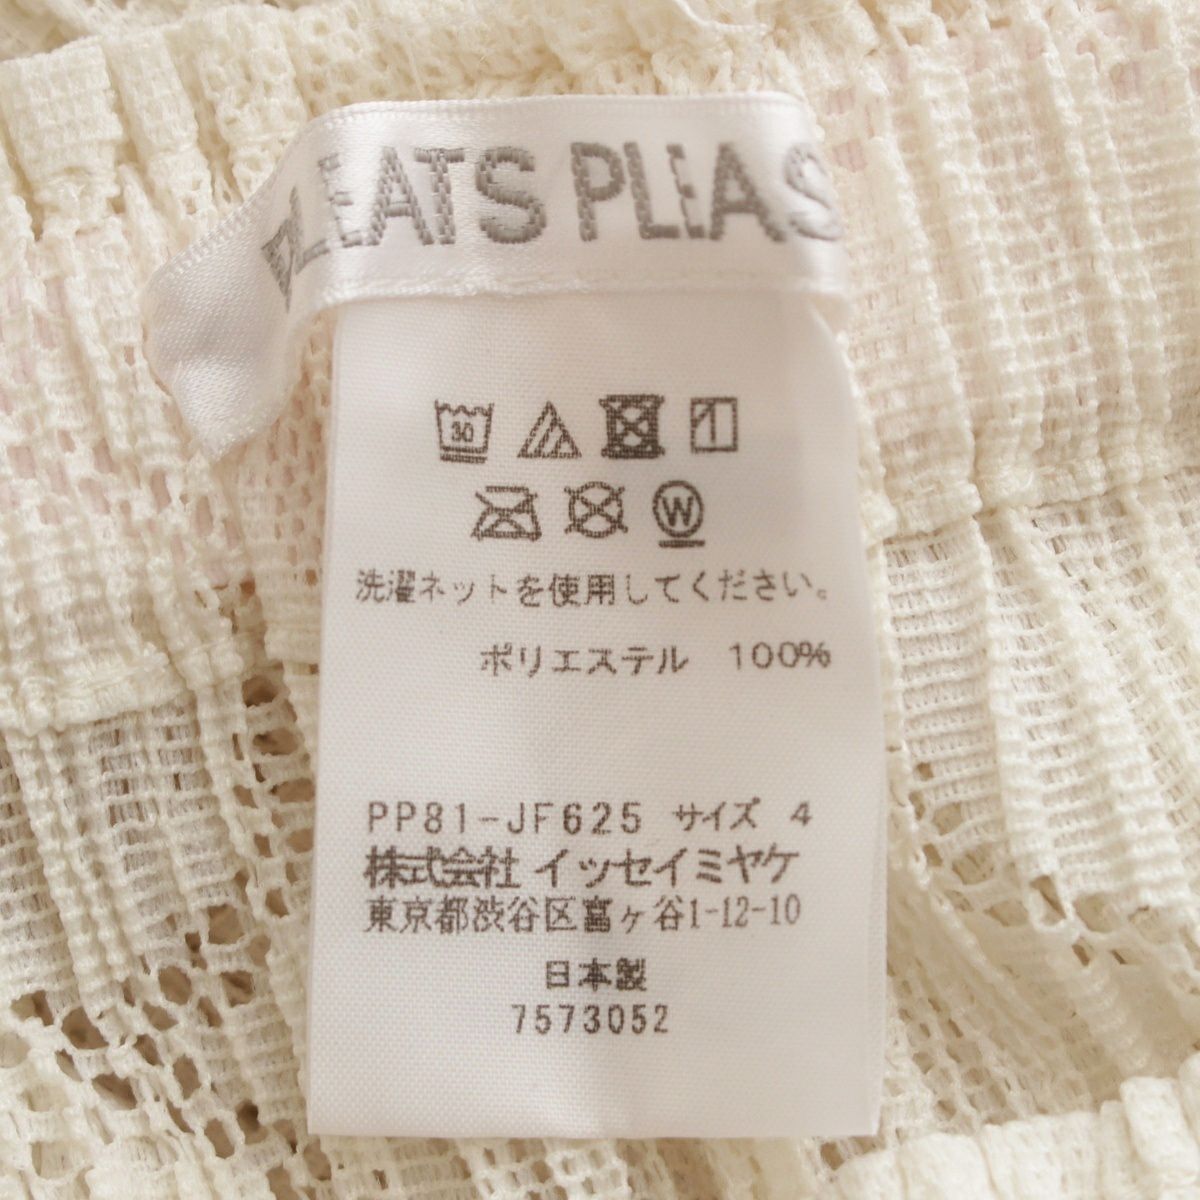 PLEATS PLEAS
30
W
洗濯ネットを使用してください。
ポリエステル 100%
PP81-JF625 サイズ 4
株式会社 イッセイミヤケ
東京都渋谷区富ヶ谷1-12-10
日本製
7573052